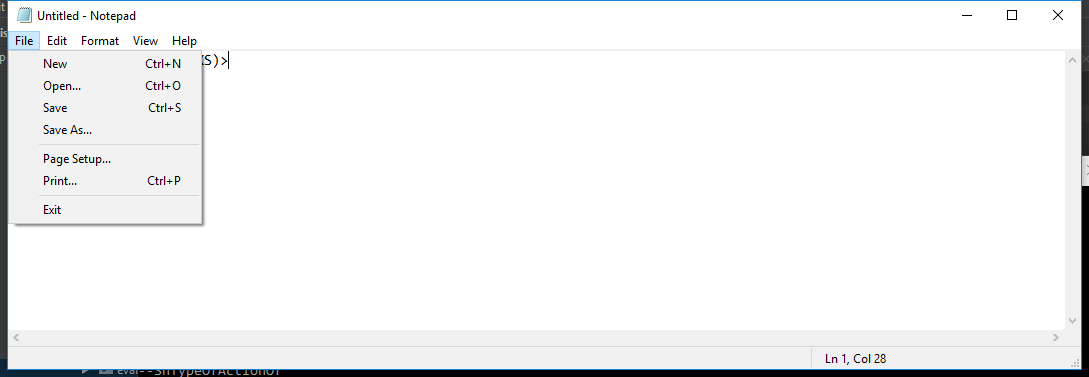 Untitled - Notepad
File Edit Format View Help
New Ctrl+N
Open... Ctrl+O
Save Ctrl+S
Save As...
Page Setup...
Print... Ctrl+P
Exit
S)>
Ln 1, Col 28